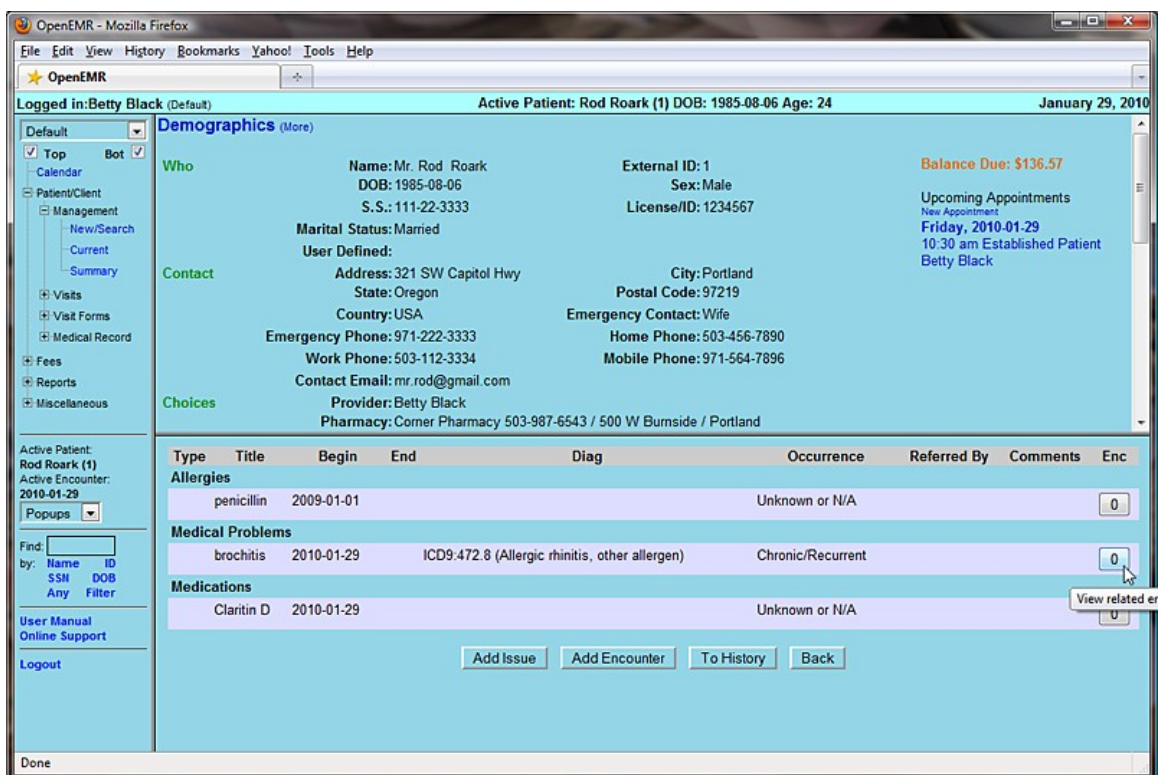 OpenEMR - Mozilla Firefox
File Edit View History Bookmarks Yahoo! Tools Help
OpenEMR
Logged in:Betty Black (Default) Active Patient: Rod Roark (1) DOB: 1985-08-06 Age: 24 January 29, 2010
Default
Top Bot
Calendar
Patient/Client
Management
New/Search
Current
Summary
Visits
Visit Forms
Medical Record
Fees
Reports
Miscellaneous
Active Patient:
Rod Roark (1)
Active Encounter:
2010-01-29
Popups
Find:
by: Name ID
SSN DOB
Any Filter
User Manual
Online Support
Logout
Demographics (More)
Who Name: Mr. Rod Roark External ID: 1
DOB: 1985-08-06 Sex: Male
S.S.: 111-22-3333 License/ID: 1234567
Marital Status: Married
User Defined:
Contact Address: 321 SW Capitol Hwy City: Portland
State: Oregon Postal Code: 97219
Country: USA Emergency Contact: Wife
Emergency Phone: 971-222-3333 Home Phone: 503-456-7890
Work Phone: 503-112-3334 Mobile Phone: 971-564-7896
Contact Email: mr.rod@gmail.com
Choices Provider: Betty Black
Pharmacy: Corner Pharmacy 503-987-6543 / 500 W Burnside / Portland
Balance Due: $136.57
Upcoming Appointments
New Appointment
Friday, 2010-01-29
10:30 am Established Patient
Betty Black
Type Title Begin End Diag Occurrence Referred By Comments Enc
Allergies
penicillin 2009-01-01 Unknown or N/A 0
Medical Problems
brochitis 2010-01-29 ICD9:472.8 (Allergic rhinitis, other allergen) Chronic/Recurrent 0
View related er
Medications
Claritin D 2010-01-29 Unknown or N/A 0
Add Issue Add Encounter To History Back
Done